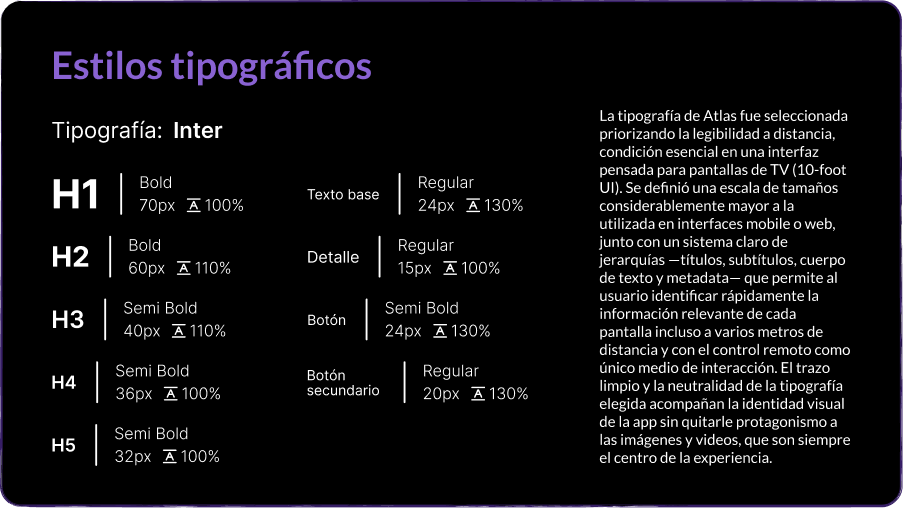 Estilos tipográficos
Tipografía: Inter
H1
Bold
70px A 100%
H2
Bold
60px A 110%
H3
Semi Bold
40px A 110%
H4
Semi Bold
36px A 100%
H5
Semi Bold
32px A 100%
Texto base
Regular
24px A 130%
Detalle
Regular
15px A 100%
Botón
Semi Bold
24px A 130%
Botón
secundario
Regular
20px A 130%
La tipografía de Atlas fue seleccionada
priorizando la legibilidad a distancia,
condición esencial en una interfaz
pensada para pantallas de TV (10-foot
UI). Se definió una escala de tamaños
considerablemente mayor a la
utilizada en interfaces mobile o web,
junto con un sistema claro de
jerarquías —títulos, subtítulos, cuerpo
de texto y metadata— que permite al
usuario identificar rápidamente la
información relevante de cada
pantalla incluso a varios metros de
distancia y con el control remoto como
único medio de interacción. El trazo
limpio y la neutralidad de la tipografía
elegida acompañan la identidad visual
de la app sin quitarle protagonismo a
las imágenes y videos, que son siempre
el centro de la experiencia.